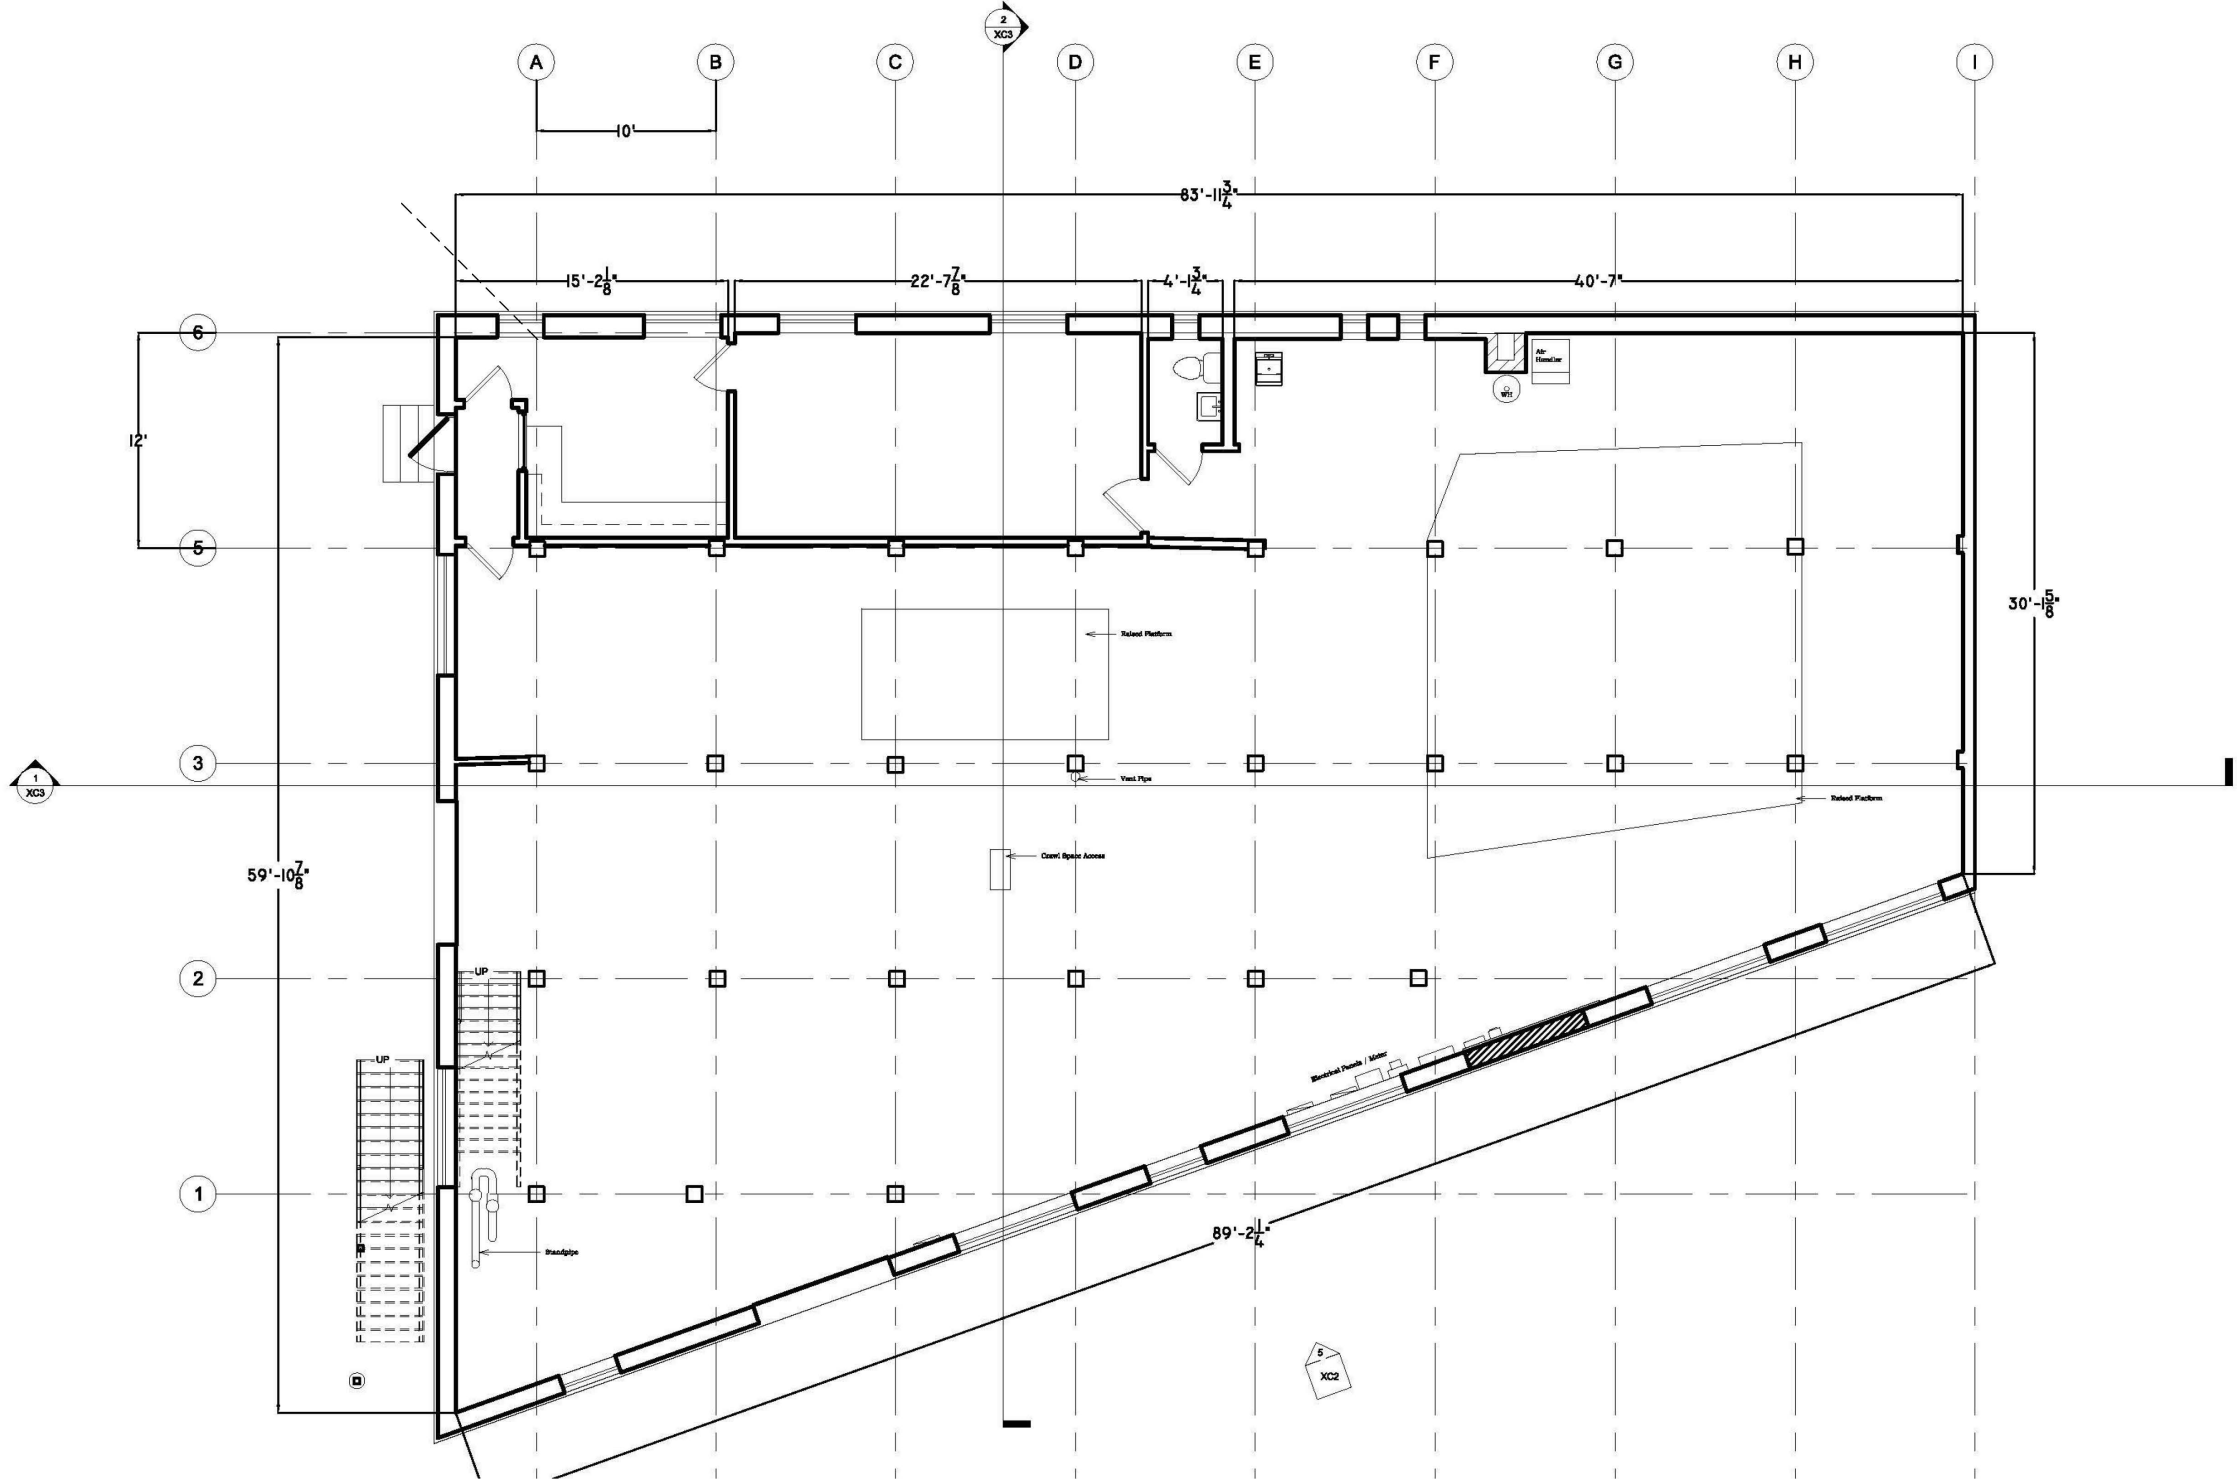 2
XC3
A B C D E F G H I
10'
83'-11 3/4"
15'-2 1/8" 22'-7 7/8" 4'-1 3/4" 40'-7"
6
Air
Handler
WH
12'
5
30'-1 5/8"
Raised Platform
3
1
XC3
Vent Pipe
Raised Platform
Crawl Space Access
59'-10 7/8"
UP
2
UP
Electrical Panels / Meter
1
89'-2 1/4"
Standpipe
5
XC2